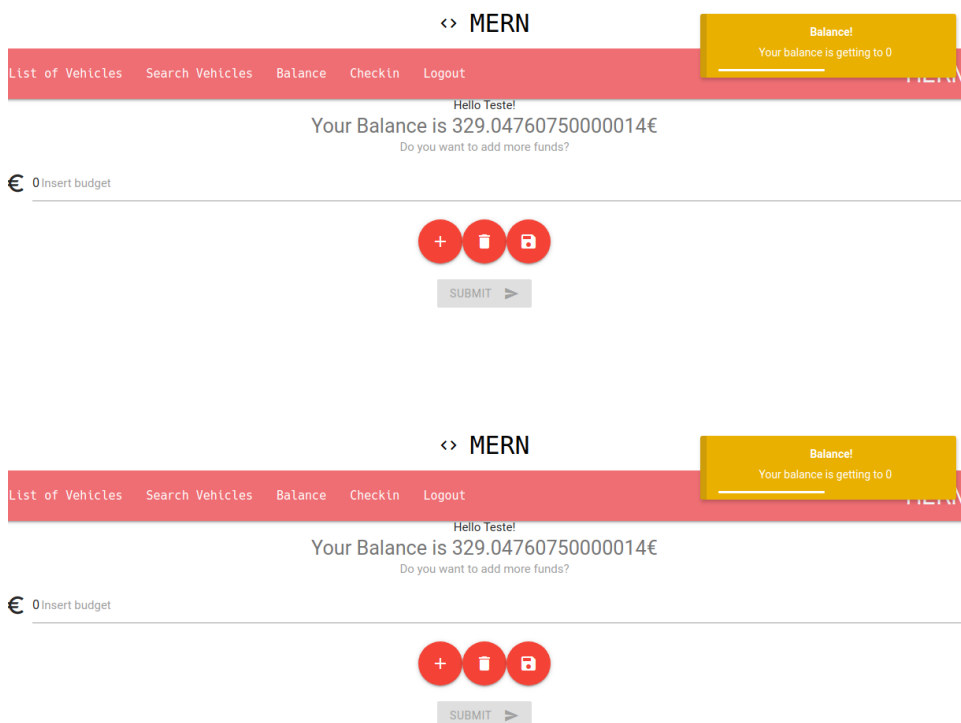 <> MERN
Balance!
Your balance is getting to 0
List of Vehicles Search Vehicles Balance Checkin Logout MERN
Hello Teste!
Your Balance is 329.04760750000014€
Do you want to add more funds?
€ 0 Insert budget
SUBMIT
<> MERN
Balance!
Your balance is getting to 0
List of Vehicles Search Vehicles Balance Checkin Logout MERN
Hello Teste!
Your Balance is 329.04760750000014€
Do you want to add more funds?
€ 0 Insert budget
SUBMIT